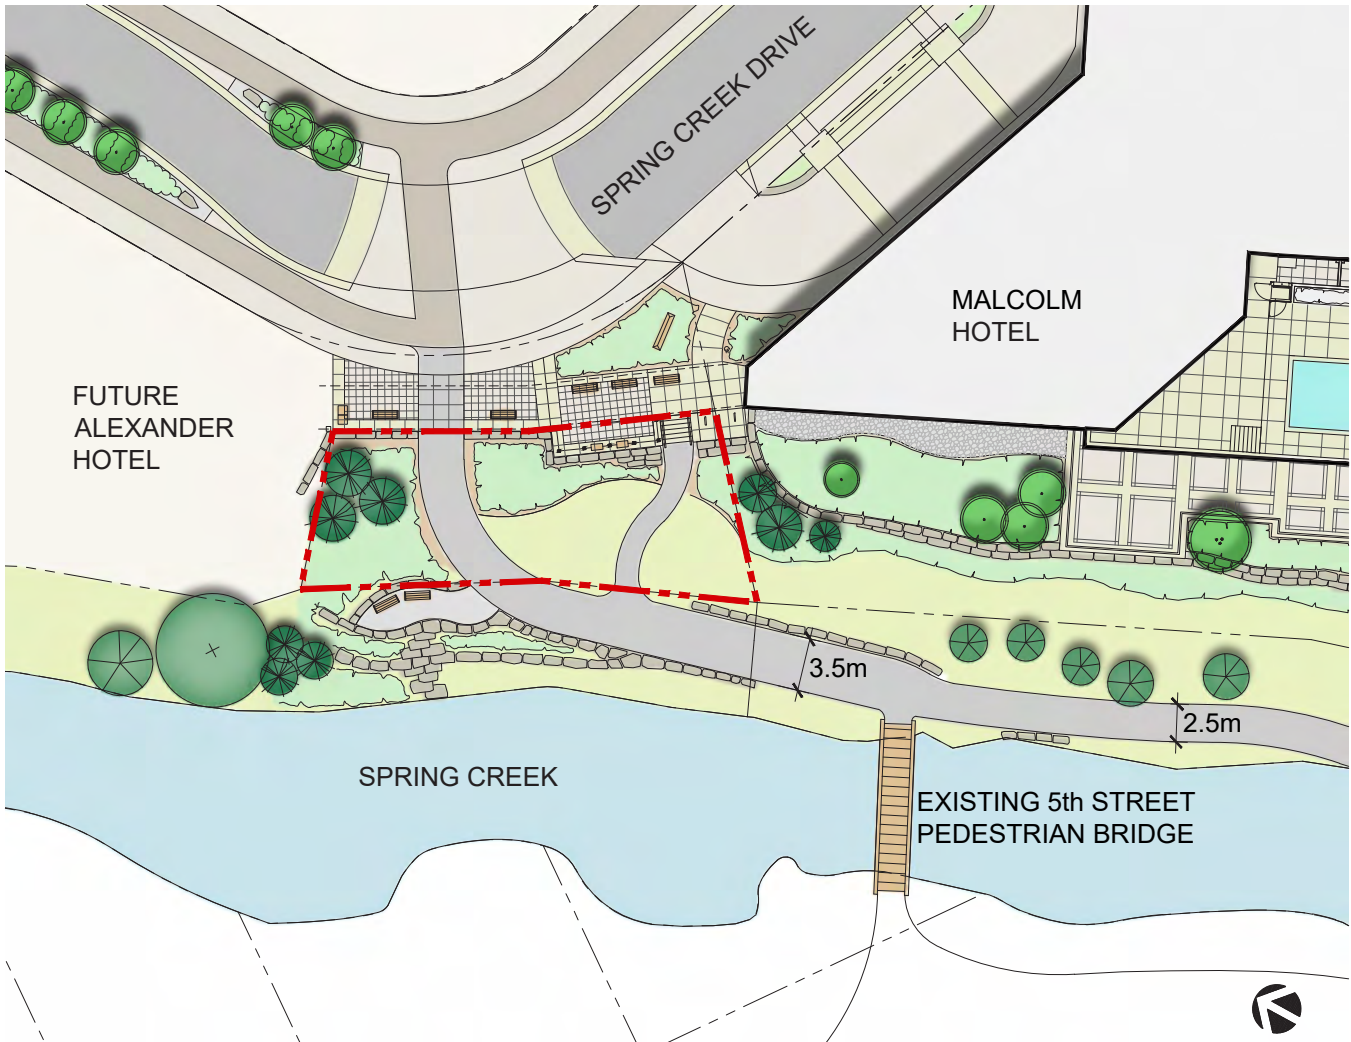 SPRING CREEK DRIVE
MALCOLM
HOTEL
FUTURE
ALEXANDER
HOTEL
3.5m
2.5m
SPRING CREEK
EXISTING 5th STREET
PEDESTRIAN BRIDGE